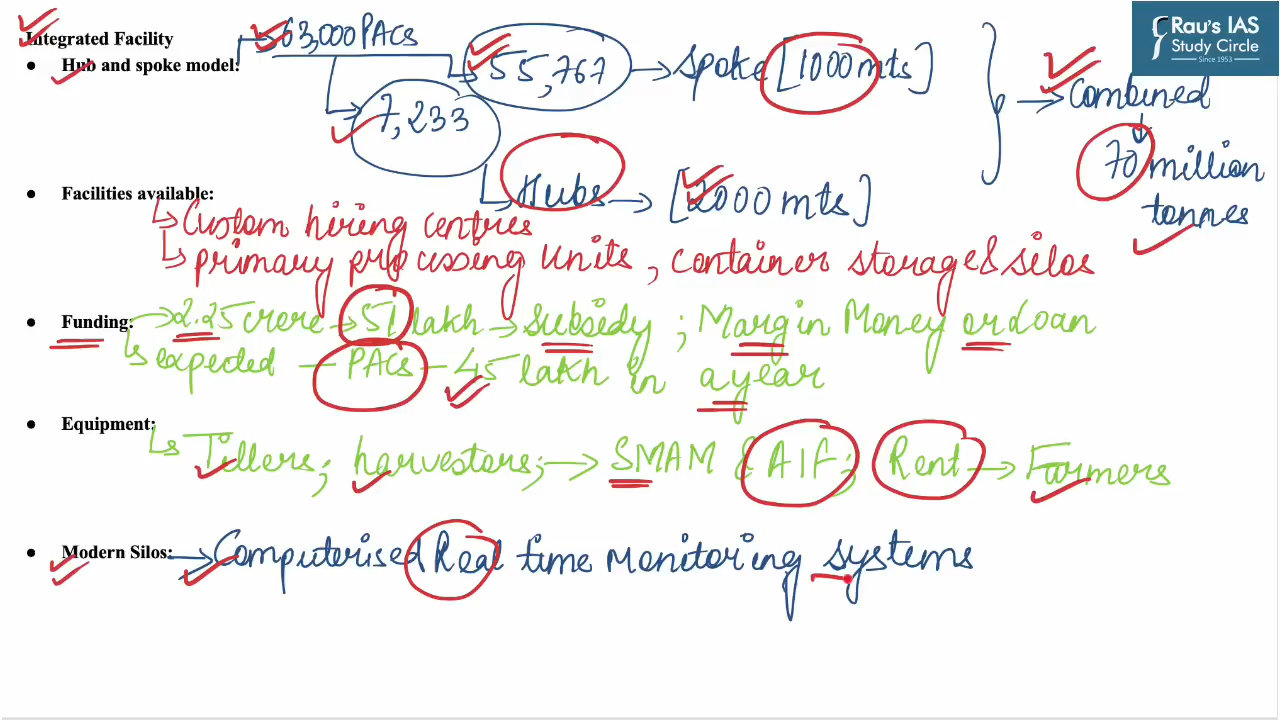 Rau's IAS
Study Circle
Since 1953
Integrated Facility
63,000 PACs
• Hub and spoke model:
55,767 → Spoke [1000 mts]
7,233
Hubs → [2000 mts]
Combined
70 million
tonnes
• Facilities available:
Custom hiring centres
primary processing units, container storage & silos
• Funding: → 2.25 crore → 51 lakh → subsidy ; Margin Money or Loan
expected — PACs — 45 lakh in a year
• Equipment:
Tillers; harvestors; → SMAM & AIF; Rent → Farmers
• Modern Silos: → Computerised Real time monitoring systems